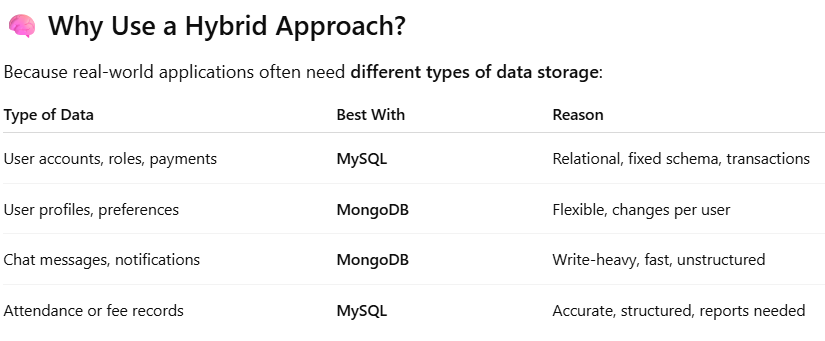 Why Use a Hybrid Approach?
Because real-world applications often need different types of data storage:
Type of Data Best With Reason
User accounts, roles, payments MySQL Relational, fixed schema, transactions
User profiles, preferences MongoDB Flexible, changes per user
Chat messages, notifications MongoDB Write-heavy, fast, unstructured
Attendance or fee records MySQL Accurate, structured, reports needed